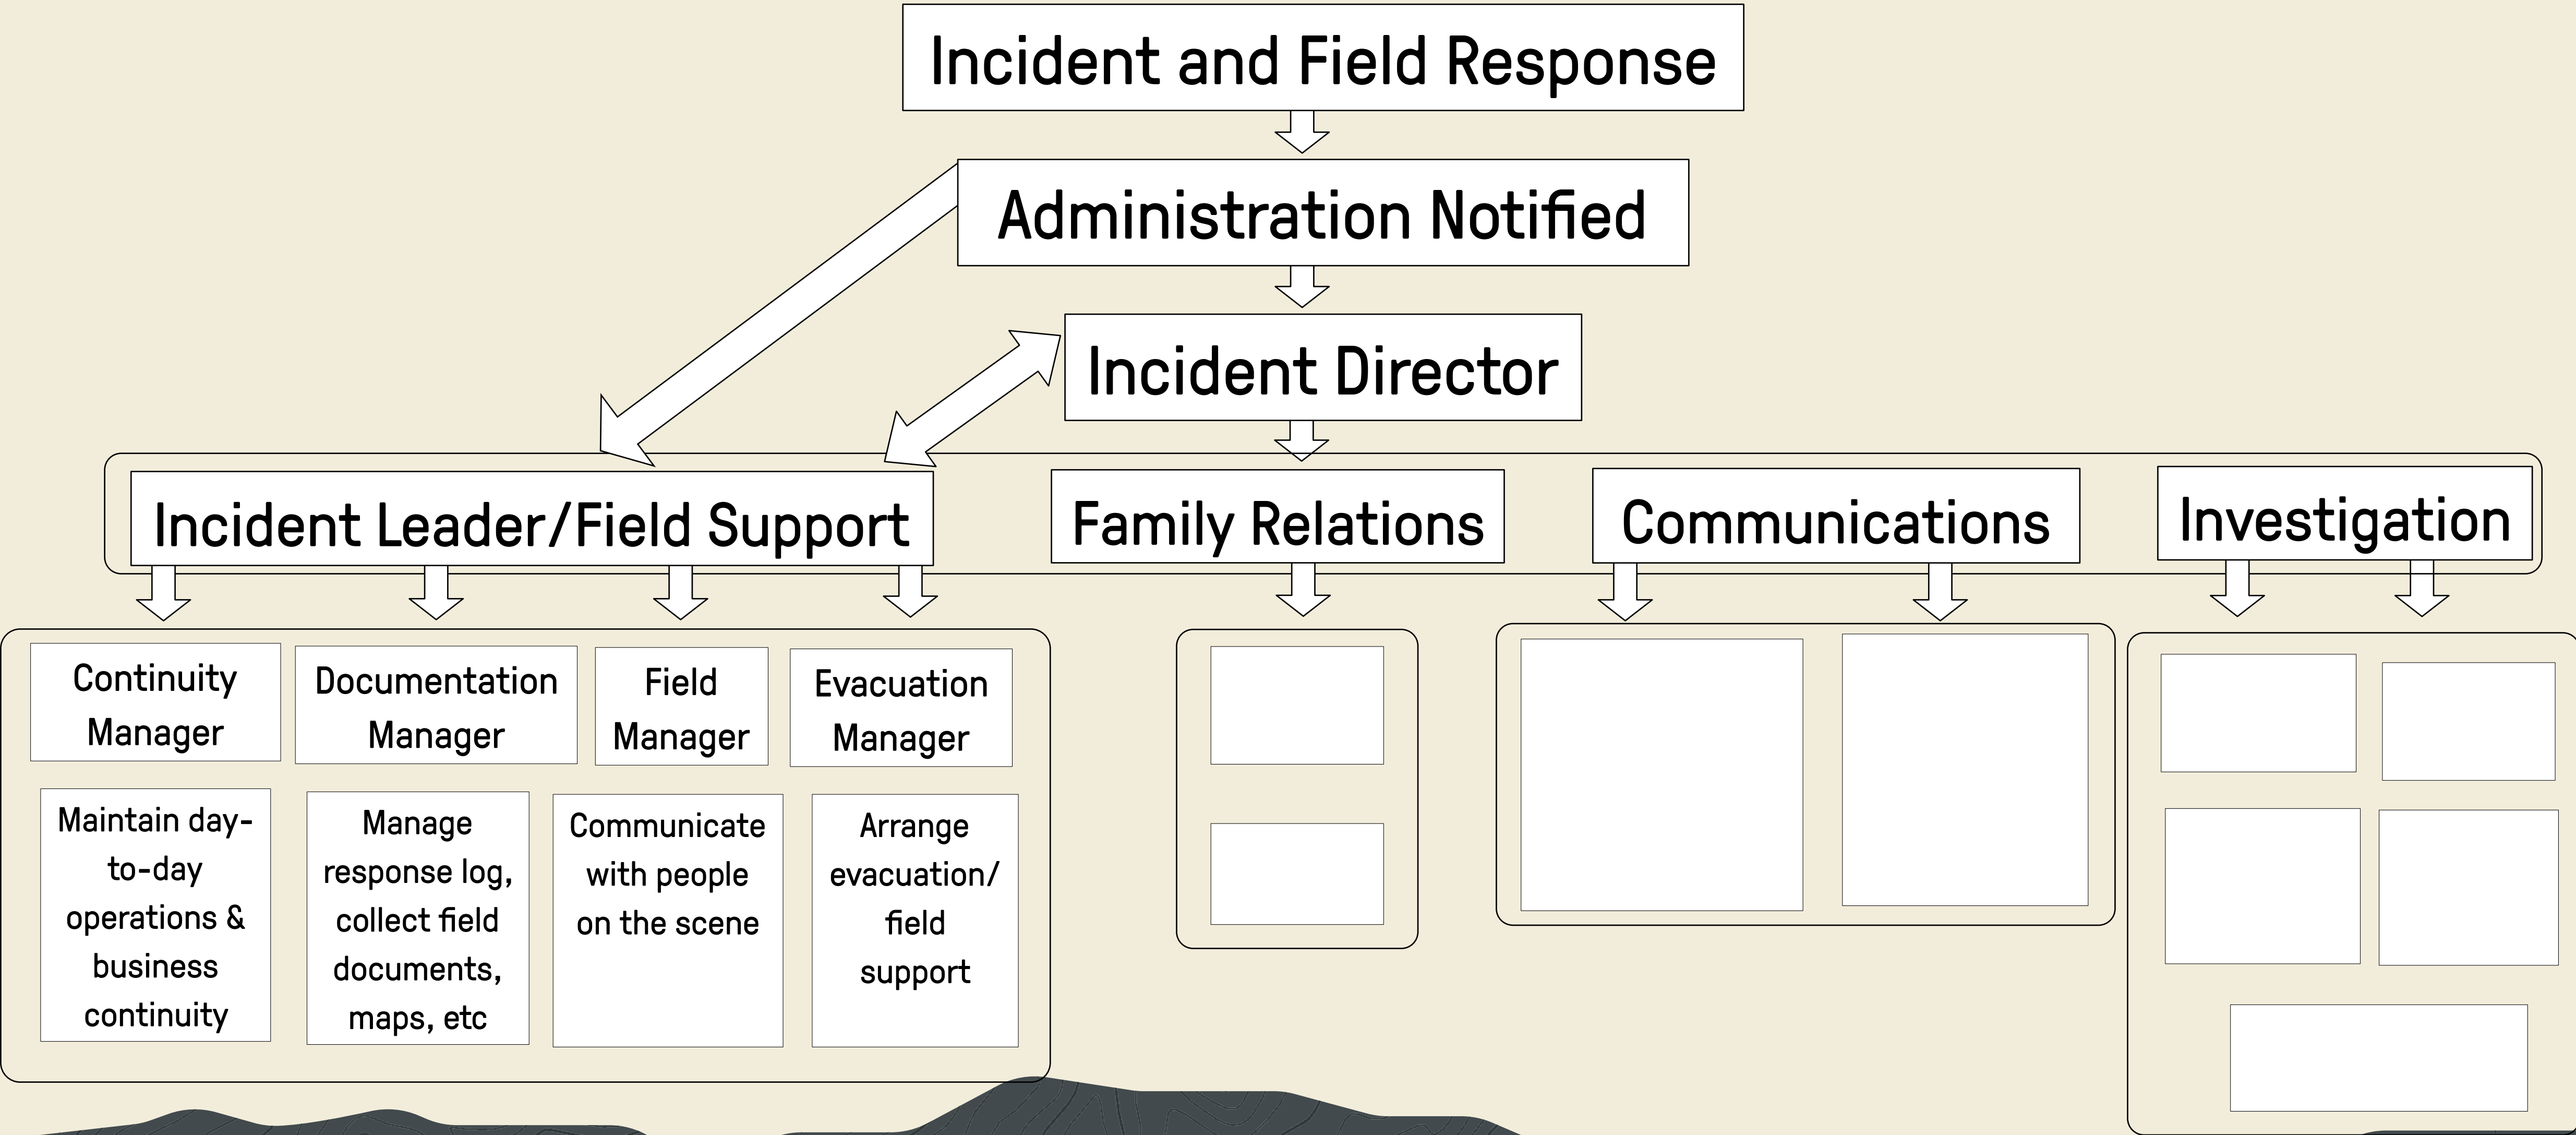 Incident and Field Response
Administration Notified
Incident Director
Incident Leader/Field Support
Family Relations
Communications
Investigation
Continuity
Manager
Documentation
Manager
Field
Manager
Evacuation
Manager
Maintain day-
to-day
operations &
business
continuity
Manage
response log,
collect field
documents,
maps, etc
Communicate
with people
on the scene
Arrange
evacuation/
field
support